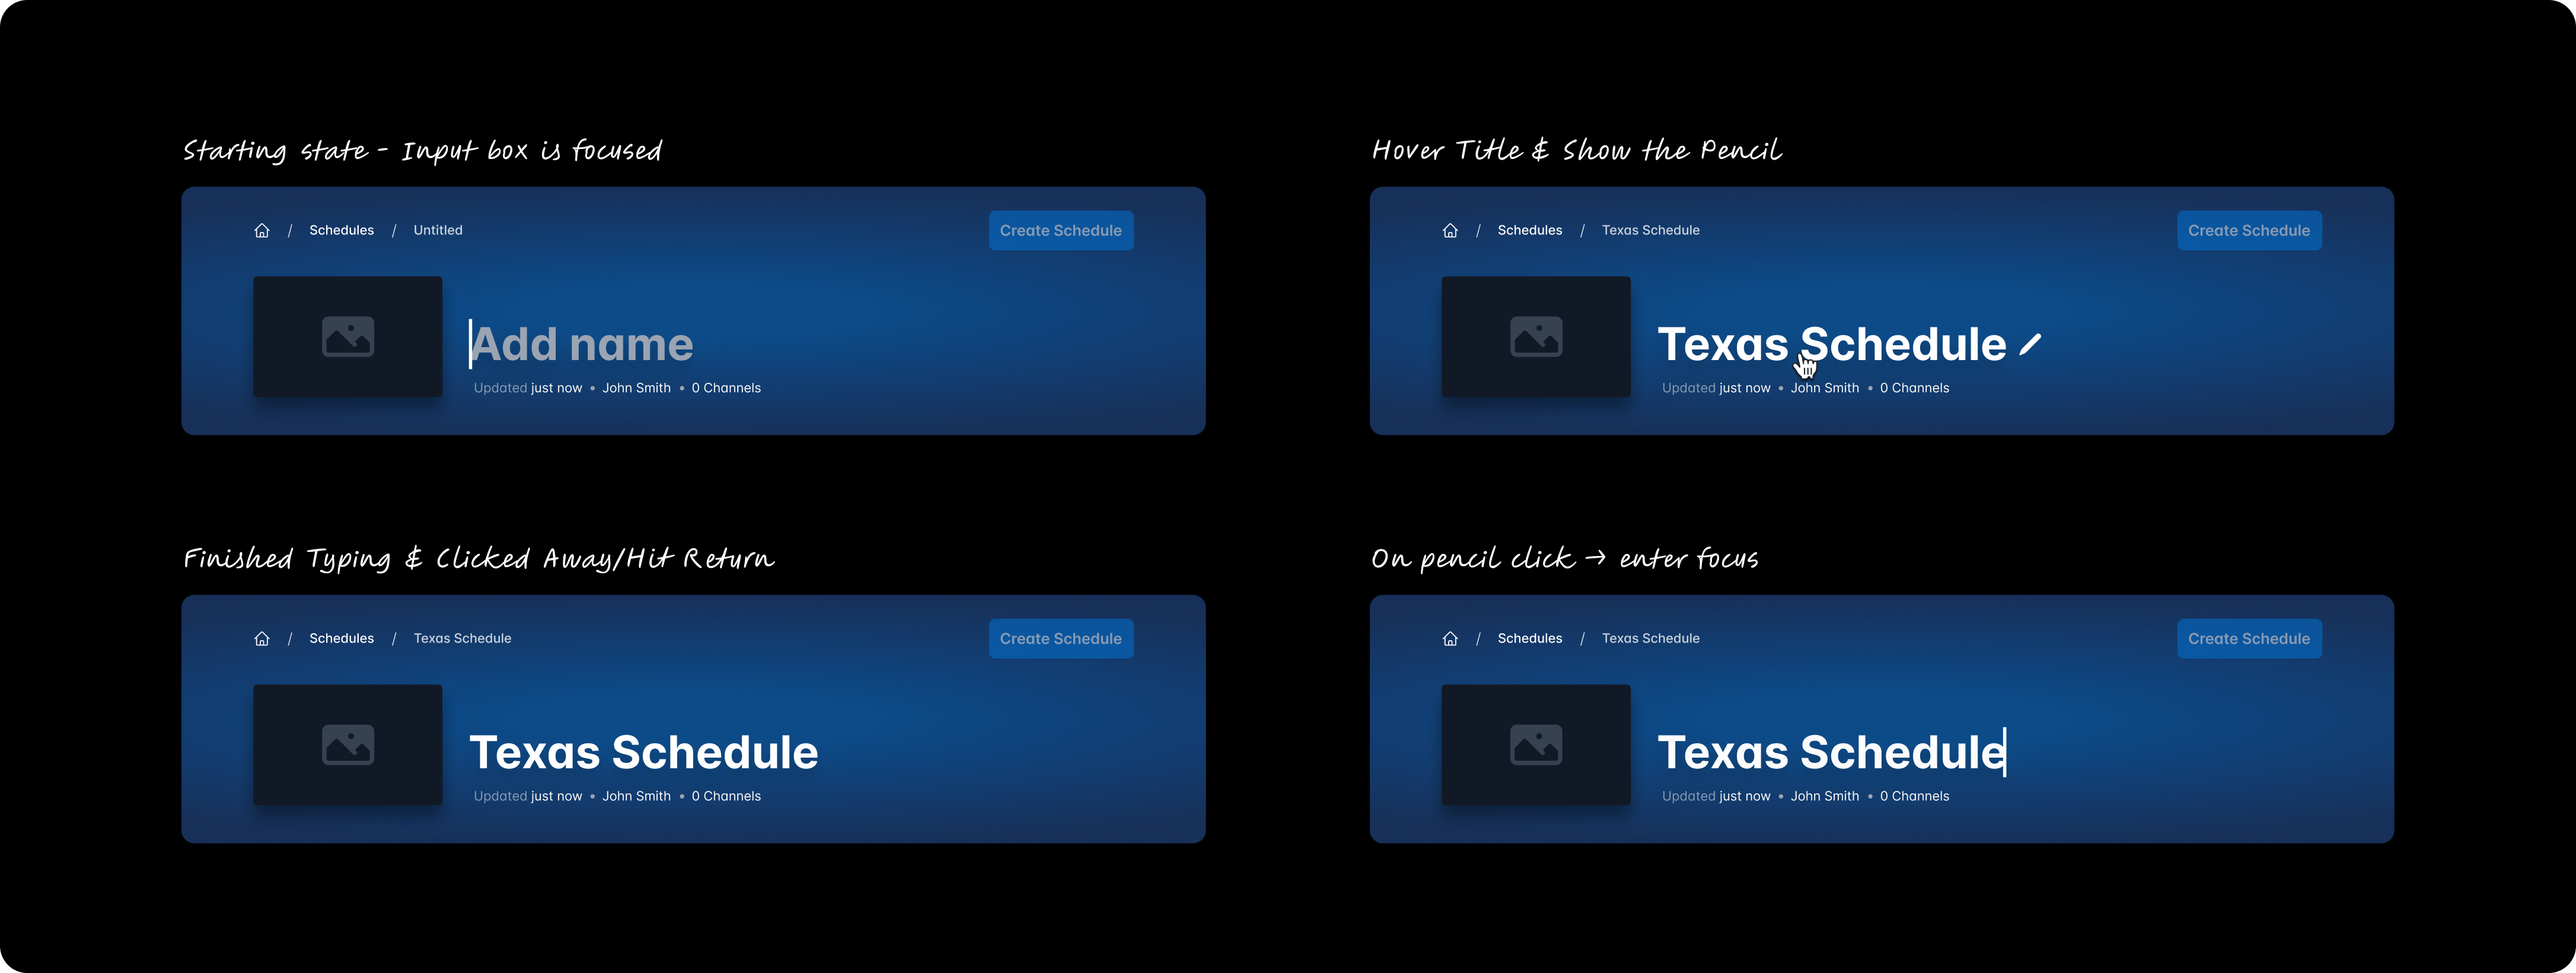 Starting state - Input box is focused
/ Schedules / Untitled
Create Schedule
Add name
Updated just now • John Smith • 0 Channels
Hover Title & Show the Pencil
/ Schedules / Texas Schedule
Create Schedule
Texas Schedule
Updated just now • John Smith • 0 Channels
Finished Typing & Clicked Away/Hit Return
/ Schedules / Texas Schedule
Create Schedule
Texas Schedule
Updated just now • John Smith • 0 Channels
On pencil click → enter focus
/ Schedules / Texas Schedule
Create Schedule
Texas Schedule
Updated just now • John Smith • 0 Channels